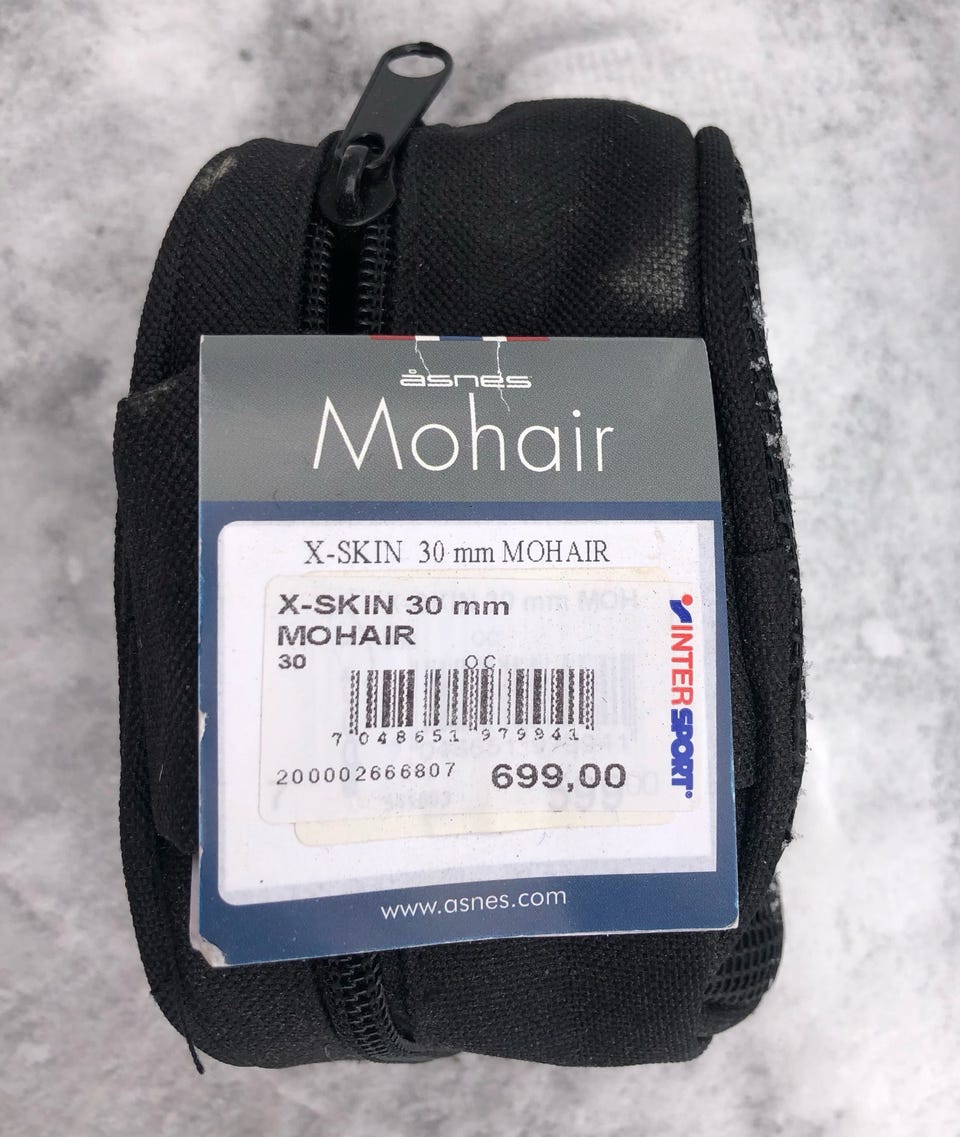 åsnes
Mohair
X-SKIN 30 mm MOHAIR
X-SKIN 30 mm
MOHAIR
30
OC
7 048651 979941
200002666807
699,00
INTERSPORT
www.asnes.com